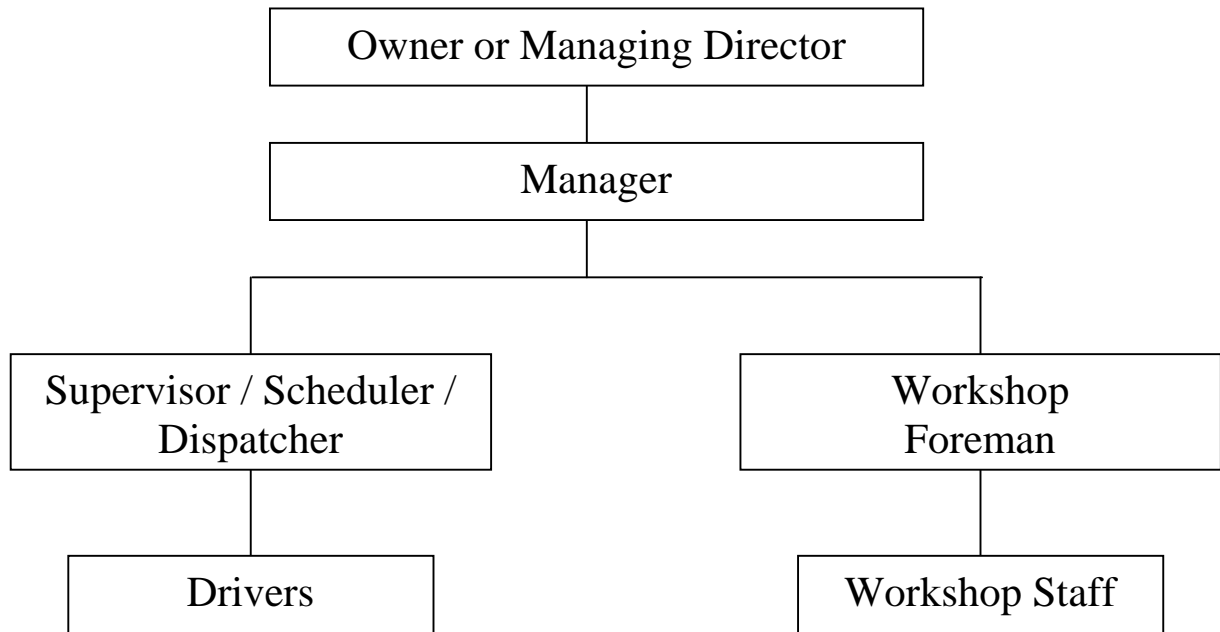 Owner or Managing Director
Manager
Supervisor / Scheduler /
Dispatcher
Workshop
Foreman
Drivers
Workshop Staff